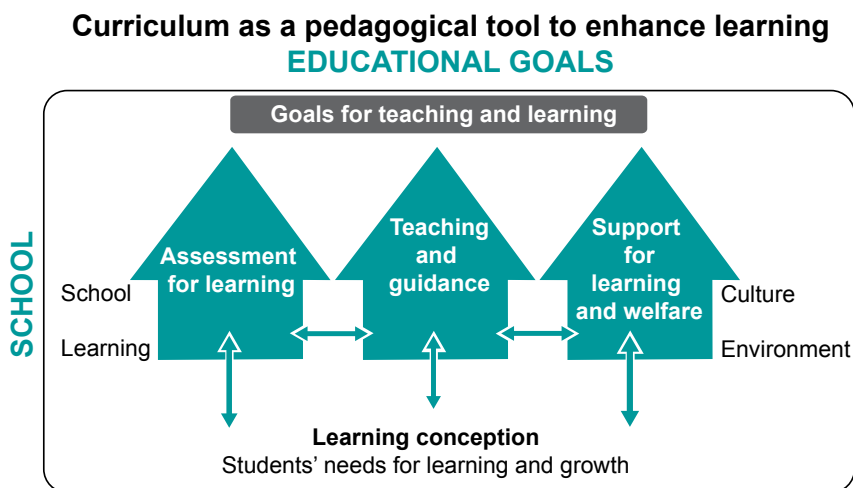 Curriculum as a pedagogical tool to enhance learning
EDUCATIONAL GOALS
Goals for teaching and learning
SCHOOL
Assessment
for learning
Teaching
and
guidance
Support
for
learning
and welfare
School
Culture
Learning
Environment
Learning conception
Students’ needs for learning and growth